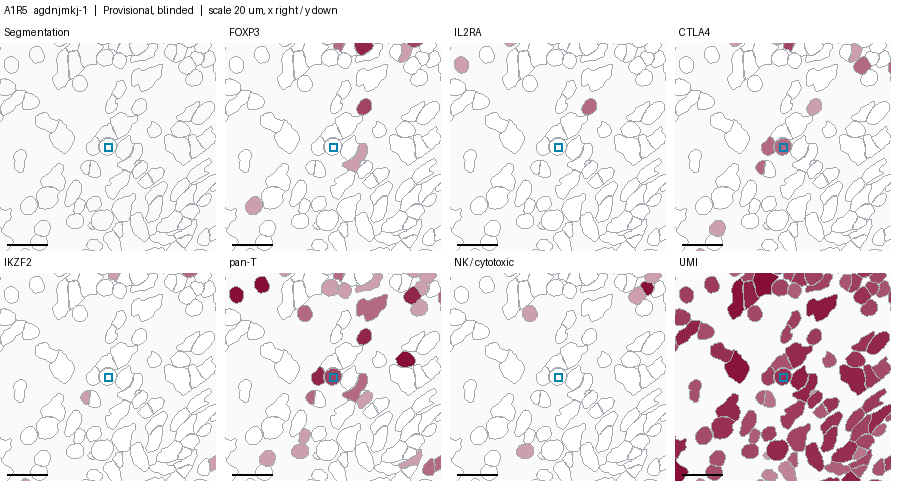 A1R5 agdnjmkj-1 | Provisional, blinded | scale 20 um, x right / y down
Segmentation FOXP3 IL2RA CTLA4
IKZF2 pan-T NK / cytotoxic UMI